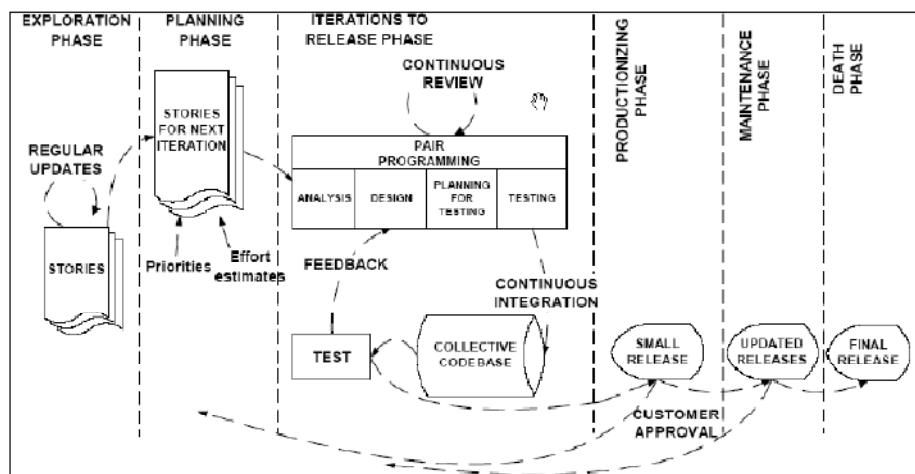 EXPLORATION
PHASE
PLANNING
PHASE
ITERATIONS TO
RELEASE PHASE
PRODUCTIONIZING
PHASE
MAINTENANCE
PHASE
DEATH
PHASE
CONTINUOUS
REVIEW
STORIES
FOR NEXT
ITERATION
REGULAR
UPDATES
PAIR
PROGRAMMING
ANALYSIS
DESIGN
PLANNING
FOR
TESTING
TESTING
STORIES
Priorities
Effort
estimates
FEEDBACK
CONTINUOUS
INTEGRATION
TEST
COLLECTIVE
CODEBASE
SMALL
RELEASE
UPDATED
RELEASES
FINAL
RELEASE
CUSTOMER
APPROVAL